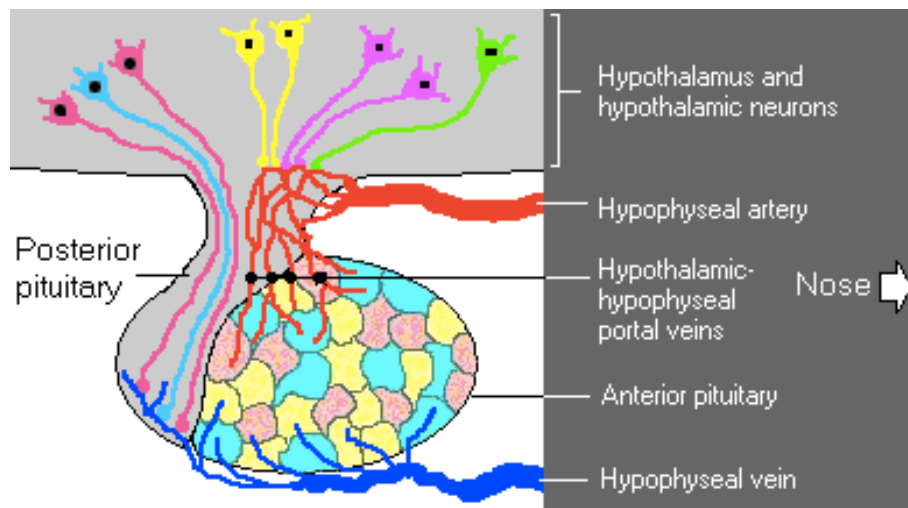 Hypothalamus and
hypothalamic neurons
Hypophyseal artery
Posterior
pituitary
Hypothalamic-
hypophyseal
portal veins
Nose
Anterior pituitary
Hypophyseal vein